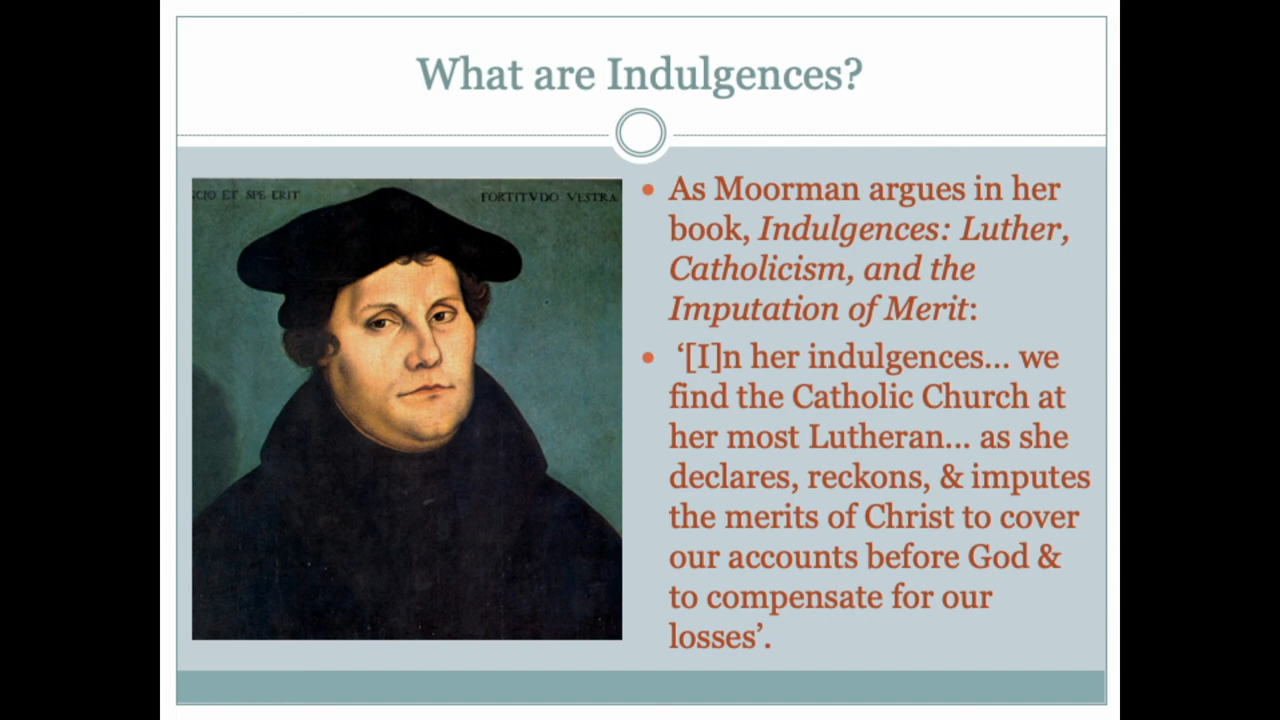 What are Indulgences?
CIO ET SPE ERIT
FORTITVDO VESTRA
• As Moorman argues in her
book, Indulgences: Luther,
Catholicism, and the
Imputation of Merit:
• ‘[I]n her indulgences... we
find the Catholic Church at
her most Lutheran... as she
declares, reckons, & imputes
the merits of Christ to cover
our accounts before God &
to compensate for our
losses’.